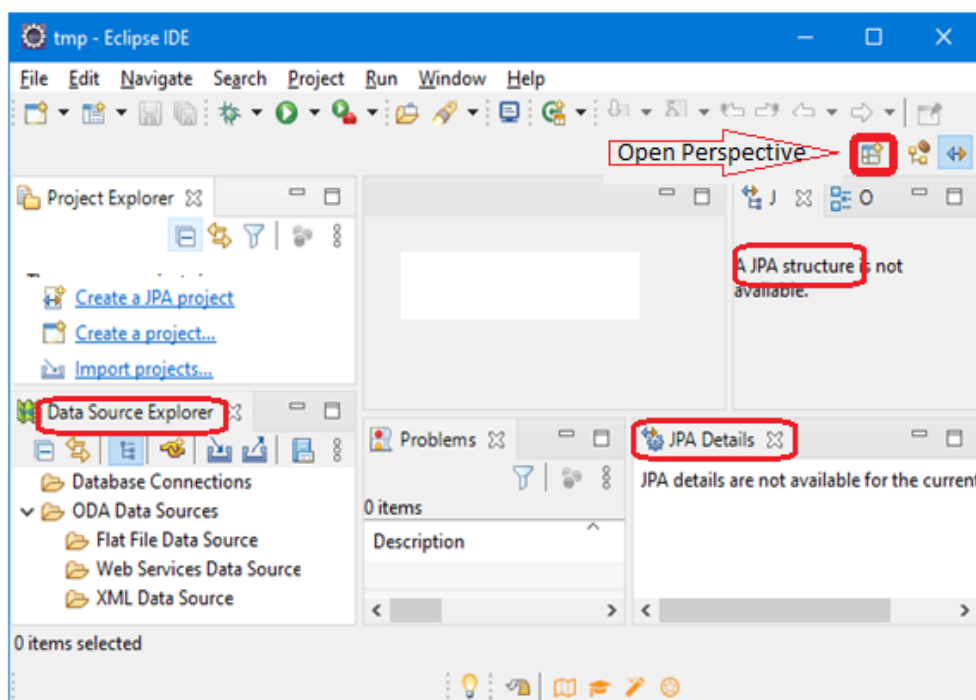 tmp - Eclipse IDE
File Edit Navigate Search Project Run Window Help
Open Perspective
Project Explorer
J
O
A JPA structure is not
available.
Create a JPA project
Create a project...
Import projects...
Data Source Explorer
Database Connections
ODA Data Sources
Flat File Data Source
Web Services Data Source
XML Data Source
Problems
0 items
Description
JPA Details
JPA details are not available for the current
0 items selected